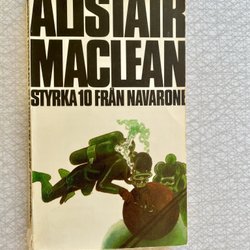 ALISTAIR
MACLEAN
STYRKA 10 FRÅN NAVARONE